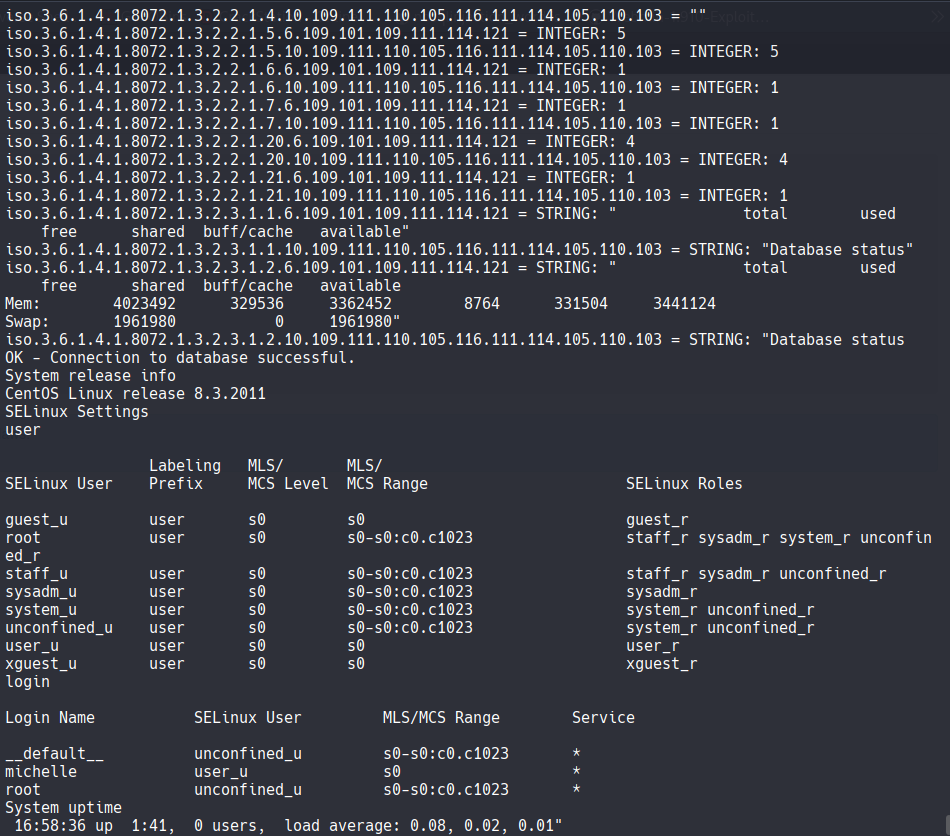 iso.3.6.1.4.1.8072.1.3.2.2.1.4.10.109.111.110.105.116.111.114.105.110.103 = ""
iso.3.6.1.4.1.8072.1.3.2.2.1.5.6.109.101.109.111.114.121 = INTEGER: 5
iso.3.6.1.4.1.8072.1.3.2.2.1.5.10.109.111.110.105.116.111.114.105.110.103 = INTEGER: 5
iso.3.6.1.4.1.8072.1.3.2.2.1.6.6.109.101.109.111.114.121 = INTEGER: 1
iso.3.6.1.4.1.8072.1.3.2.2.1.6.10.109.111.110.105.116.111.114.105.110.103 = INTEGER: 1
iso.3.6.1.4.1.8072.1.3.2.2.1.7.6.109.101.109.111.114.121 = INTEGER: 1
iso.3.6.1.4.1.8072.1.3.2.2.1.7.10.109.111.110.105.116.111.114.105.110.103 = INTEGER: 1
iso.3.6.1.4.1.8072.1.3.2.2.1.20.6.109.101.109.111.114.121 = INTEGER: 4
iso.3.6.1.4.1.8072.1.3.2.2.1.20.10.109.111.110.105.116.111.114.105.110.103 = INTEGER: 4
iso.3.6.1.4.1.8072.1.3.2.2.1.21.6.109.101.109.111.114.121 = INTEGER: 1
iso.3.6.1.4.1.8072.1.3.2.2.1.21.10.109.111.110.105.116.111.114.105.110.103 = INTEGER: 1
iso.3.6.1.4.1.8072.1.3.2.3.1.1.6.109.101.109.111.114.121 = STRING: "              total        used
    free      shared  buff/cache   available"
iso.3.6.1.4.1.8072.1.3.2.3.1.1.10.109.111.110.105.116.111.114.105.110.103 = STRING: "Database status"
iso.3.6.1.4.1.8072.1.3.2.3.1.2.6.109.101.109.111.114.121 = STRING: "              total        used
    free      shared  buff/cache   available
Mem:        4023492      329536     3362452        8764      331504     3441124
Swap:       1961980           0     1961980"
iso.3.6.1.4.1.8072.1.3.2.3.1.2.10.109.111.110.105.116.111.114.105.110.103 = STRING: "Database status
OK - Connection to database successful.
System release info
CentOS Linux release 8.3.2011
SELinux Settings
user
                Labeling   MLS/       MLS/
SELinux User    Prefix     MCS Level  MCS Range                      SELinux Roles
guest_u         user       s0         s0                             guest_r
root            user       s0         s0-s0:c0.c1023                 staff_r sysadm_r system_r unconfin
ed_r
staff_u         user       s0         s0-s0:c0.c1023                 staff_r sysadm_r unconfined_r
sysadm_u        user       s0         s0-s0:c0.c1023                 sysadm_r
system_u        user       s0         s0-s0:c0.c1023                 system_r unconfined_r
unconfined_u    user       s0         s0-s0:c0.c1023                 system_r unconfined_r
user_u          user       s0         s0                             user_r
xguest_u        user       s0         s0                             xguest_r
login
Login Name           SELinux User         MLS/MCS Range        Service
__default__          unconfined_u         s0-s0:c0.c1023       *
michelle             user_u               s0                   *
root                 unconfined_u         s0-s0:c0.c1023       *
System uptime
 16:58:36 up  1:41,  0 users,  load average: 0.08, 0.02, 0.01"